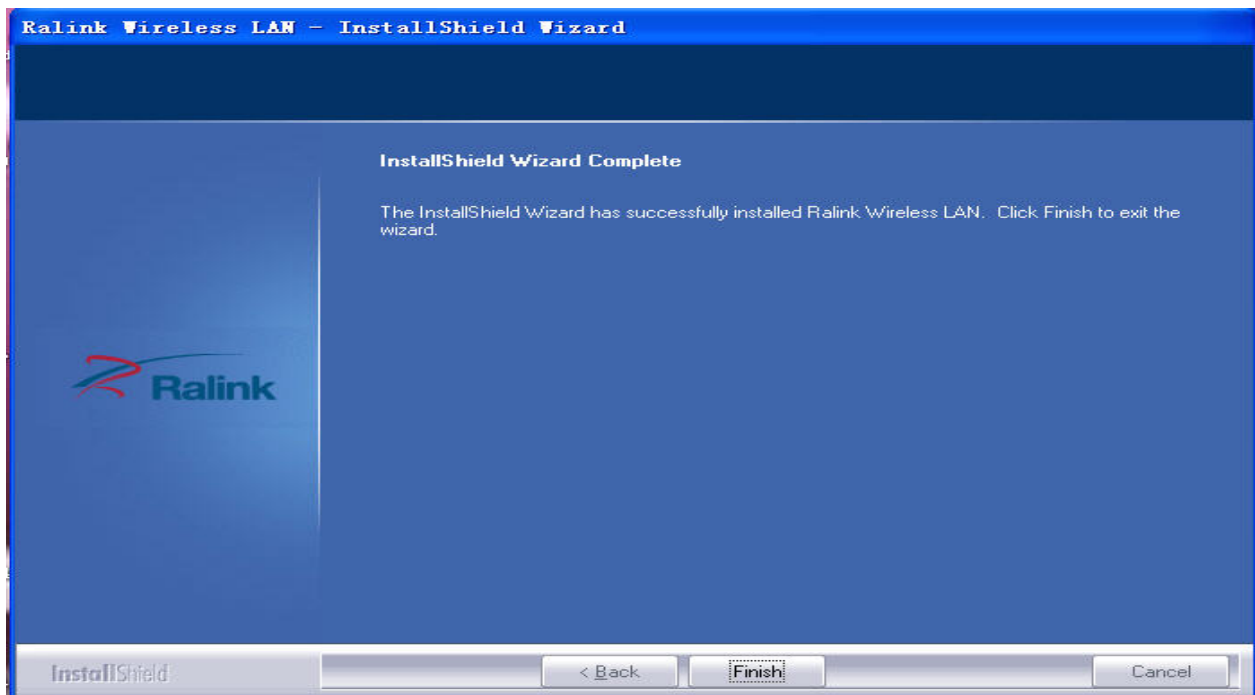 Ralink Wireless LAN - InstallShield Wizard
InstallShield Wizard Complete
The InstallShield Wizard has successfully installed Ralink Wireless LAN. Click Finish to exit the
wizard.
Ralink
InstallShield
< Back
Finish
Cancel